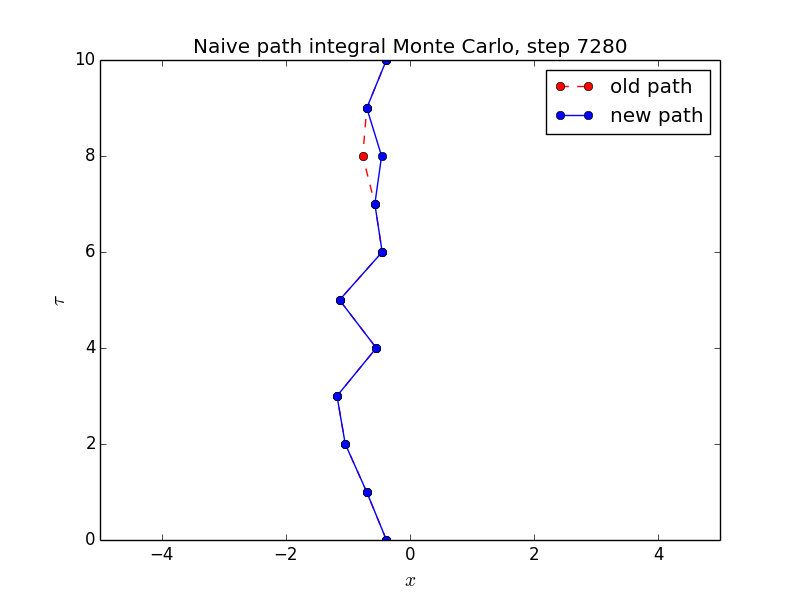 Naive path integral Monte Carlo, step 7280
old path
new path
10
8
6
4
2
0
τ
−4
−2
0
2
4
x